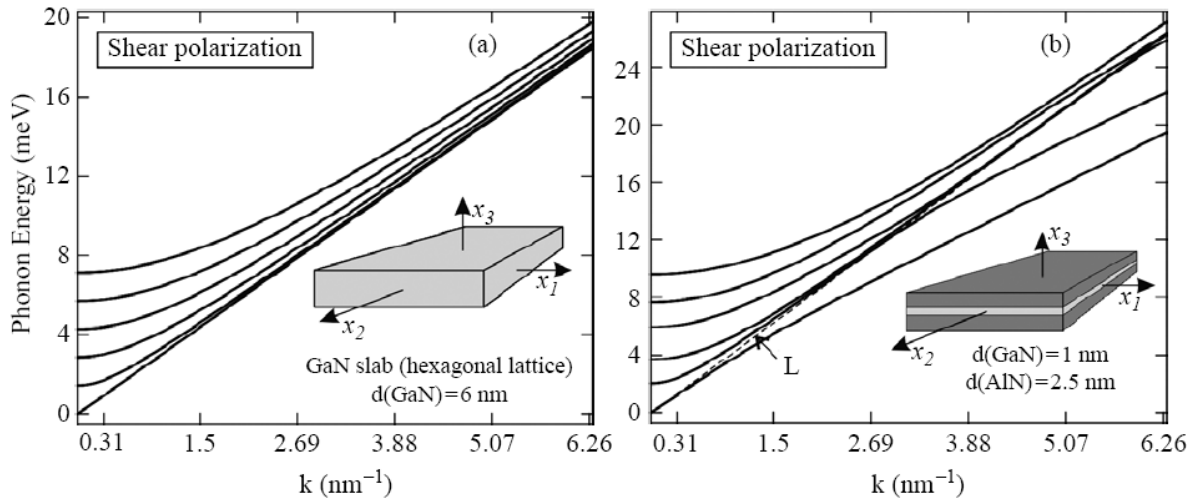 Shear polarization
(a)
Phonon Energy (meV)
20
16
12
8
4
0
x3
x1
x2
GaN slab (hexagonal lattice)
d(GaN)=6 nm
0.31 1.5 2.69 3.88 5.07 6.26
k (nm⁻¹)
Shear polarization
(b)
24
28
20
16
12
8
4
0
L
x3
x1
x2
d(GaN)=1 nm
d(AlN)=2.5 nm
0.31 1.5 2.69 3.88 5.07 6.26
k (nm⁻¹)